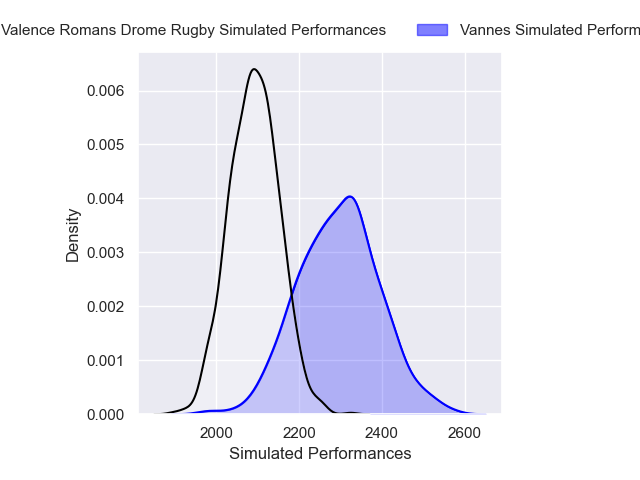 Valence Romans Drome Rugby Simulated Performances
Vannes Simulated Perform
0.006
0.005
0.004
0.003
0.002
0.001
0.000
Density
2000 2200 2400 2600
Simulated Performances